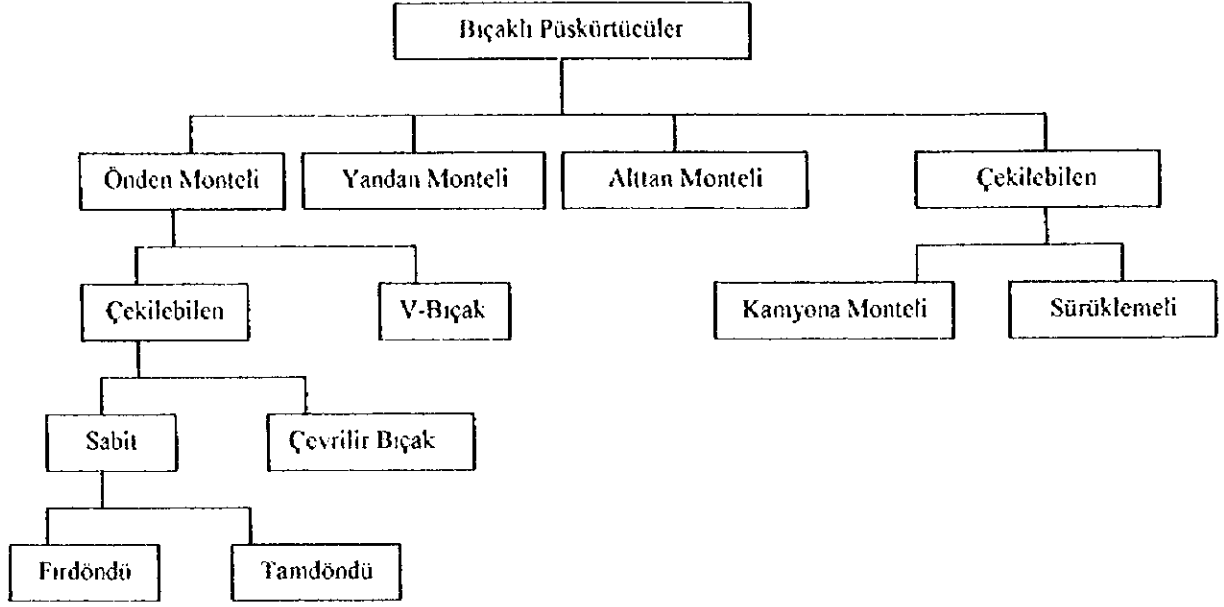 Bıçaklı Püskürtücüler
Önden Monteli
Yandan Monteli
Alttan Monteli
Çekilebilen
Çekilebilen
V-Bıçak
Kamyona Monteli
Sürüklemeli
Sabit
Çevrilir Bıçak
Fırdöndü
Tamdöndü